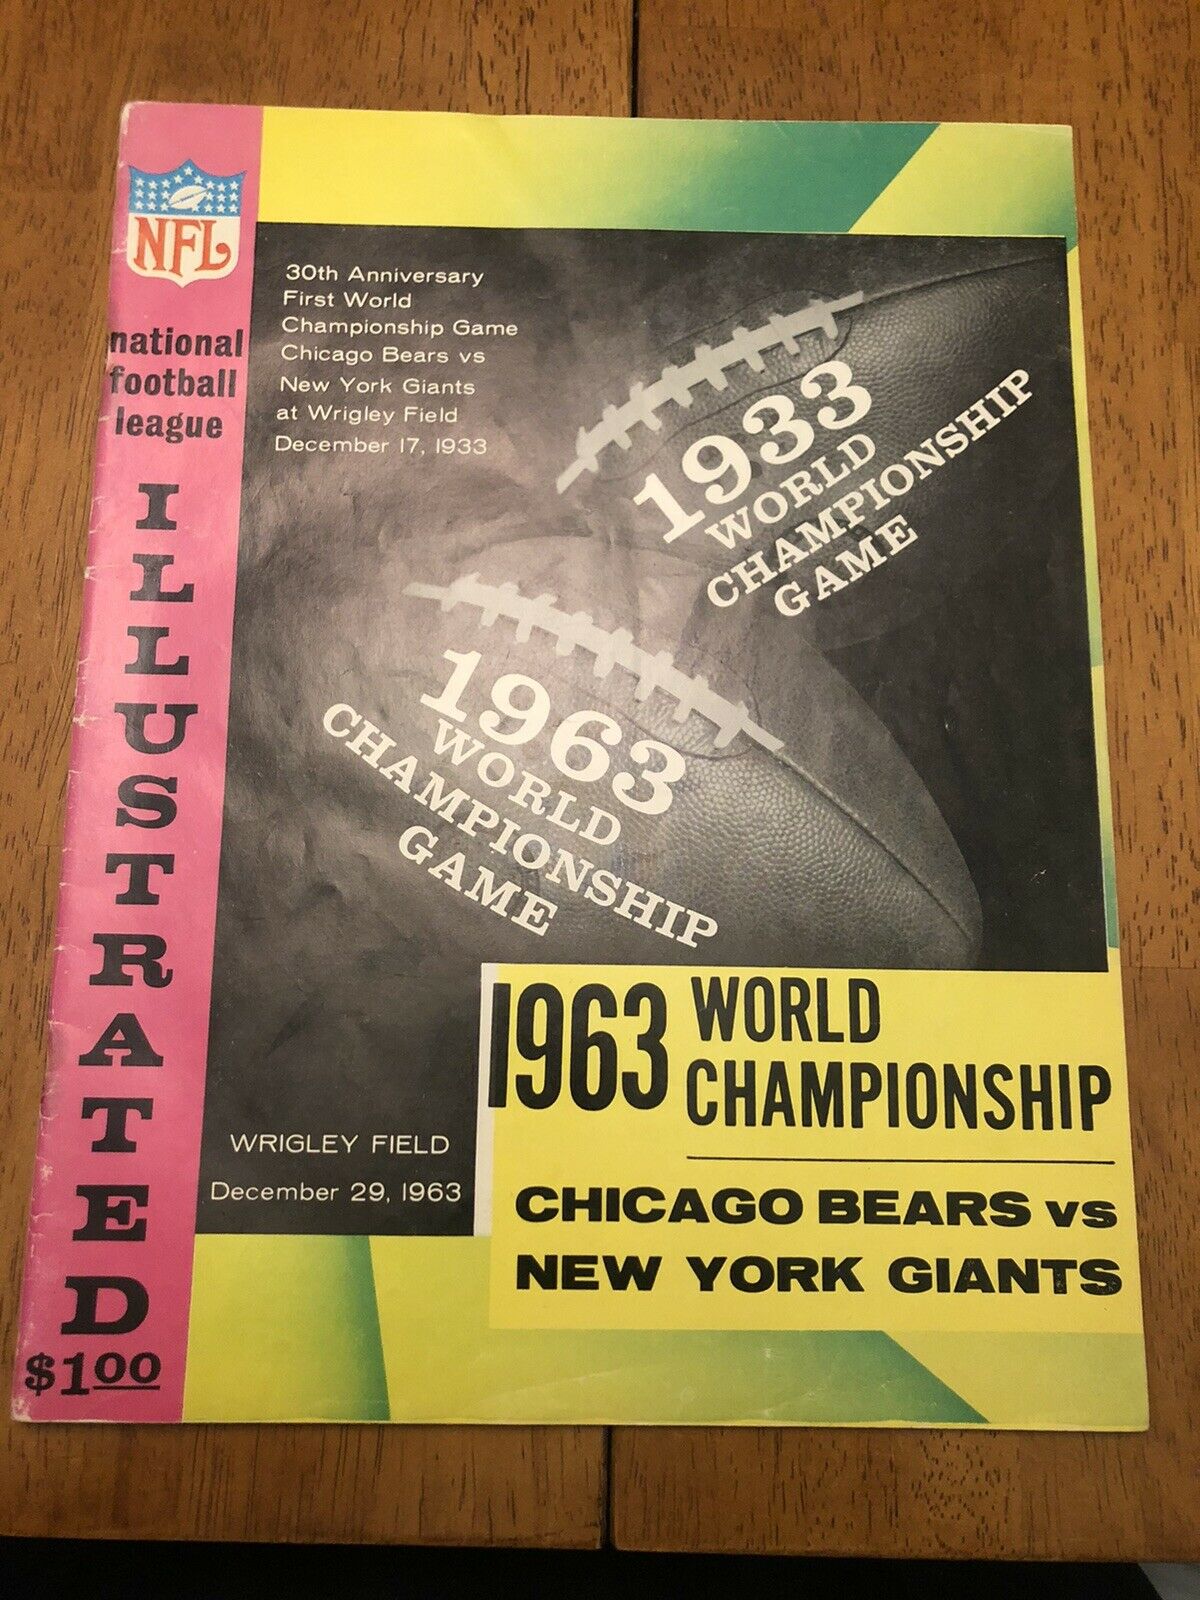 NFL
national
football
league
ILLUSTRATED
$1.00
30th Anniversary
First World
Championship Game
Chicago Bears vs
New York Giants
at Wrigley Field
December 17, 1933
1933
WORLD
CHAMPIONSHIP
GAME
1963
WORLD
CHAMPIONSHIP
GAME
WRIGLEY FIELD
December 29, 1963
1963 WORLD
CHAMPIONSHIP
CHICAGO BEARS vs
NEW YORK GIANTS